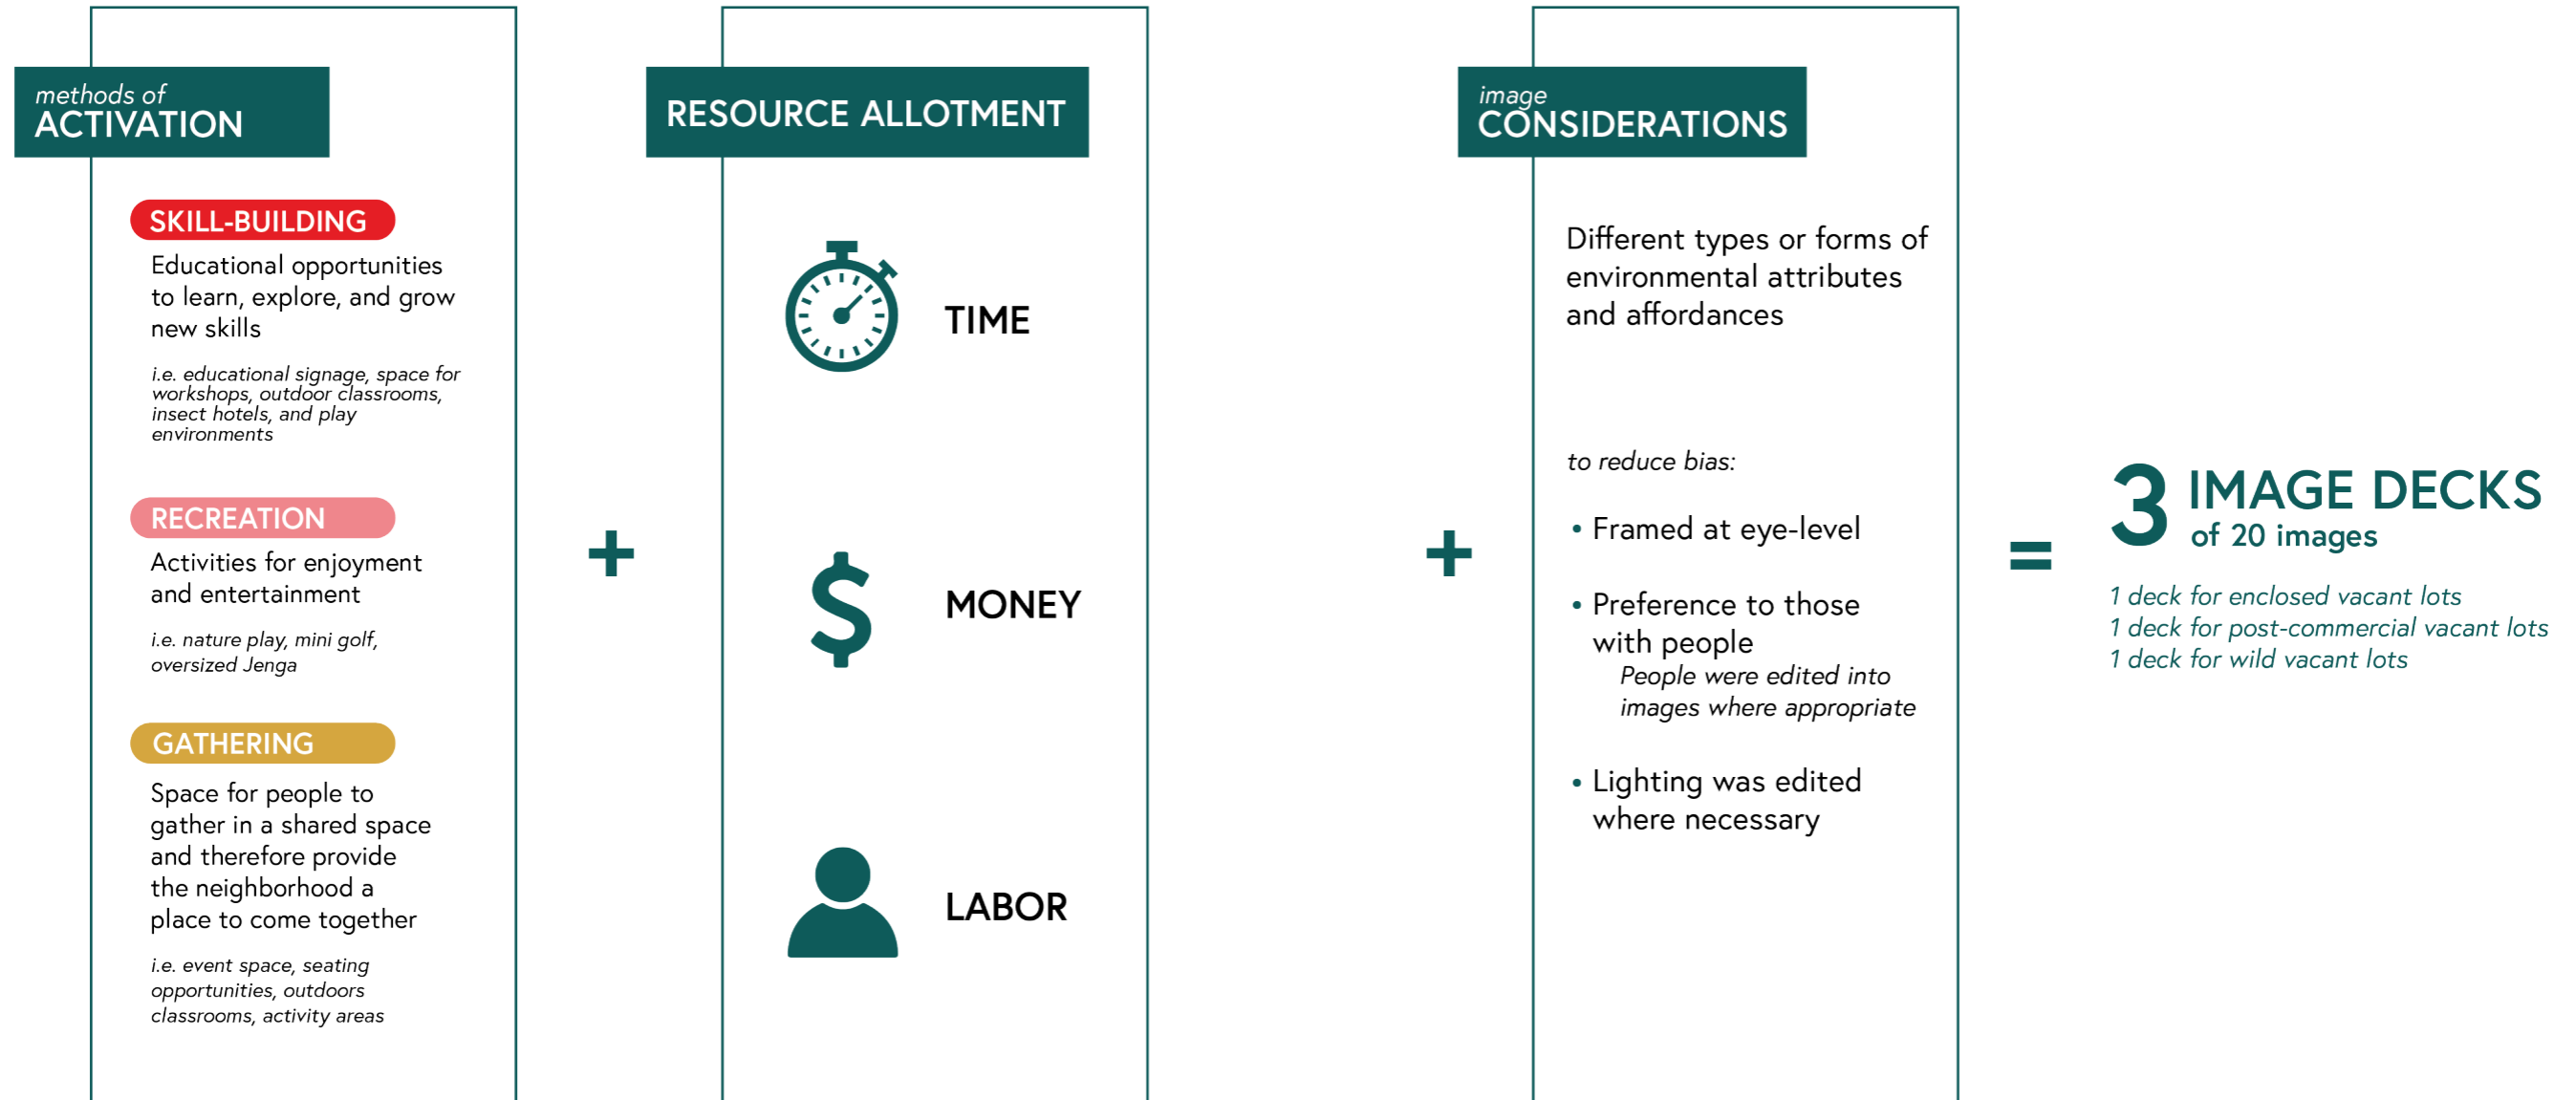 methods of
ACTIVATION
SKILL-BUILDING
Educational opportunities
to learn, explore, and grow
new skills
i.e. educational signage, space for
workshops, outdoor classrooms,
insect hotels, and play
environments
RECREATION
Activities for enjoyment
and entertainment
i.e. nature play, mini golf,
oversized Jenga
GATHERING
Space for people to
gather in a shared space
and therefore provide
the neighborhood a
place to come together
i.e. event space, seating
opportunities, outdoors
classrooms, activity areas
+
RESOURCE ALLOTMENT
TIME
$ MONEY
LABOR
+
image
CONSIDERATIONS
Different types or forms of
environmental attributes
and affordances
to reduce bias:
• Framed at eye-level
• Preference to those
with people
People were edited into
images where appropriate
• Lighting was edited
where necessary
=
3 IMAGE DECKS
of 20 images
1 deck for enclosed vacant lots
1 deck for post-commercial vacant lots
1 deck for wild vacant lots